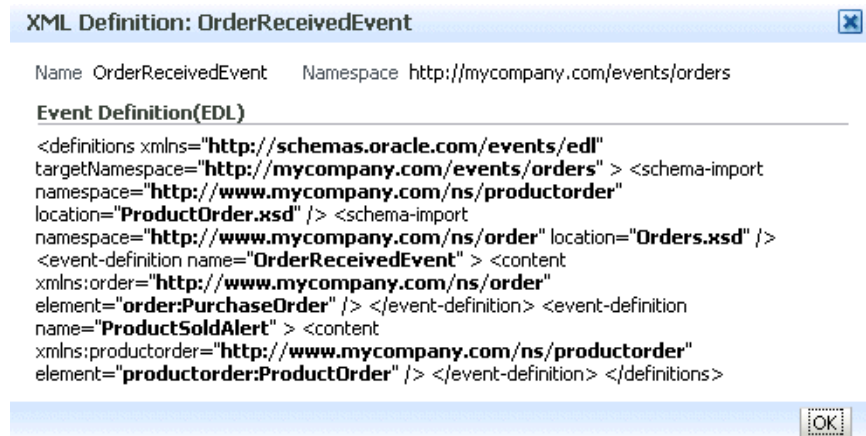 XML Definition: OrderReceivedEvent
Name OrderReceivedEvent Namespace http://mycompany.com/events/orders
Event Definition(EDL)
<definitions xmlns="http://schemas.oracle.com/events/edl"
targetNamespace="http://mycompany.com/events/orders" > <schema-import
namespace="http://www.mycompany.com/ns/productorder"
location="ProductOrder.xsd" /> <schema-import
namespace="http://www.mycompany.com/ns/order" location="Orders.xsd" />
<event-definition name="OrderReceivedEvent" > <content
xmlns:order="http://www.mycompany.com/ns/order"
element="order:PurchaseOrder" /> </event-definition> <event-definition
name="ProductSoldAlert" > <content
xmlns:productorder="http://www.mycompany.com/ns/productorder"
element="productorder:ProductOrder" /> </event-definition> </definitions>
OK